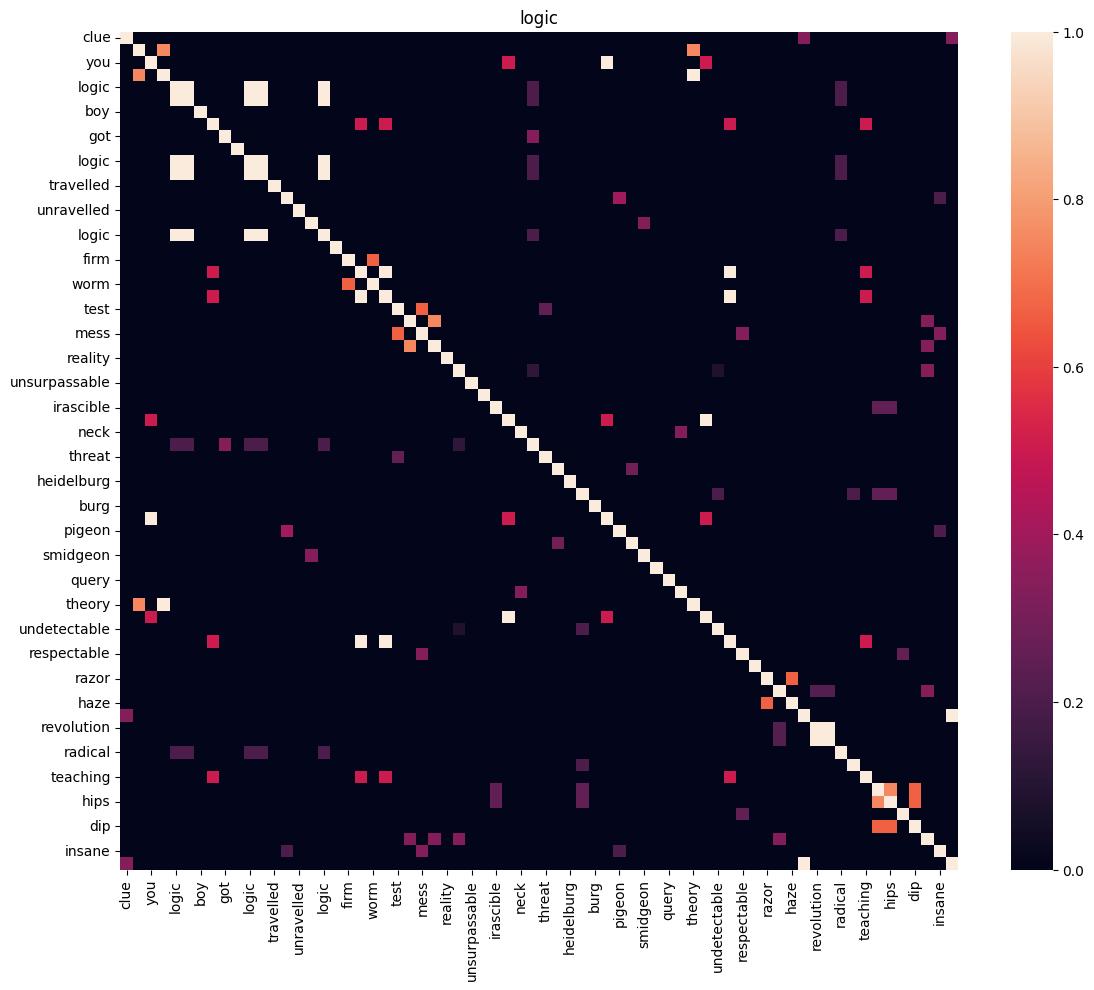 logic
clue
you
logic
boy
got
logic
travelled
unravelled
logic
firm
worm
test
mess
reality
unsurpassable
irascible
neck
threat
heidelburg
burg
pigeon
smidgeon
query
theory
undetectable
respectable
razor
haze
revolution
radical
teaching
hips
dip
insane
clue
you
logic
boy
got
logic
travelled
unravelled
logic
firm
worm
test
mess
reality
unsurpassable
irascible
neck
threat
heidelburg
burg
pigeon
smidgeon
query
theory
undetectable
respectable
razor
haze
revolution
radical
teaching
hips
dip
insane
1.0
0.8
0.6
0.4
0.2
0.0